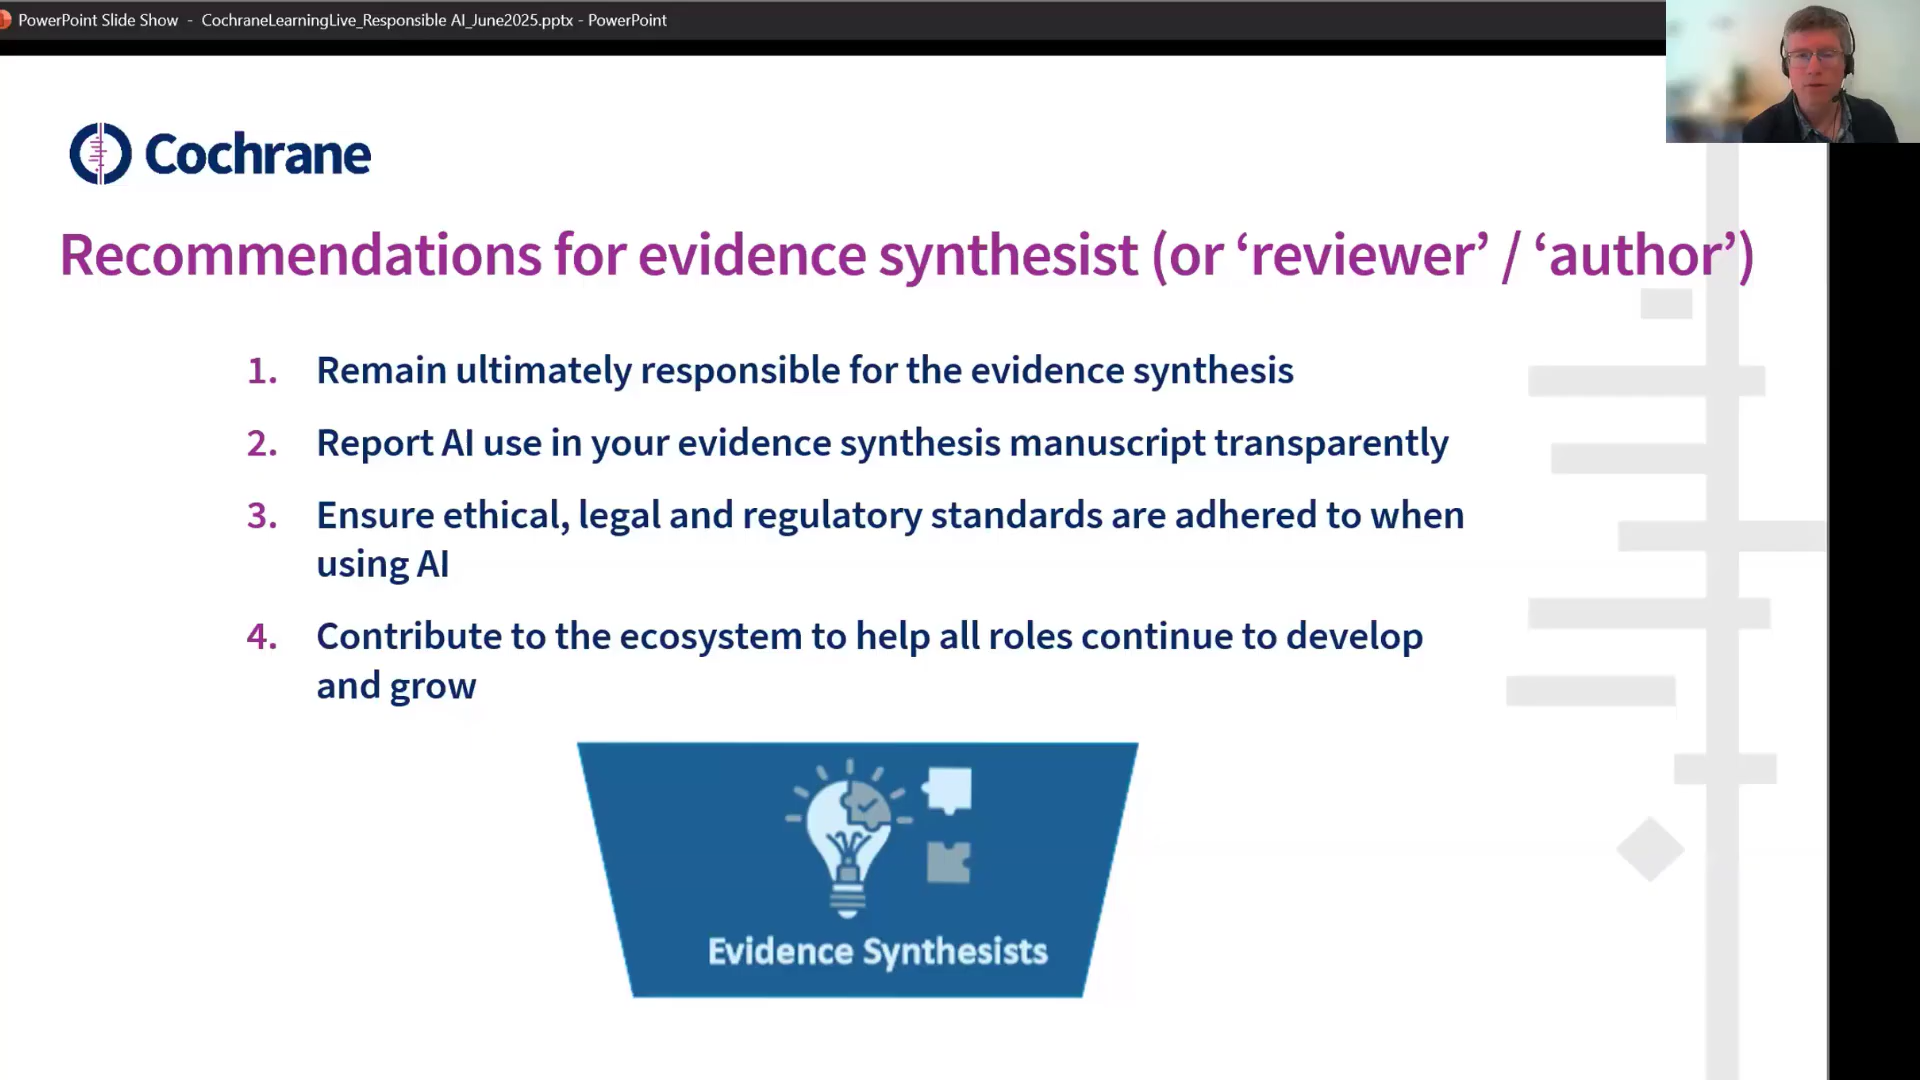 PowerPoint Slide Show - CochraneLearningLive_Responsible AI_June2025.pptx - PowerPoint
Cochrane
Recommendations for evidence synthesist (or ‘reviewer’ / ‘author’)
1. Remain ultimately responsible for the evidence synthesis
2. Report AI use in your evidence synthesis manuscript transparently
3. Ensure ethical, legal and regulatory standards are adhered to when
using AI
4. Contribute to the ecosystem to help all roles continue to develop
and grow
Evidence Synthesists